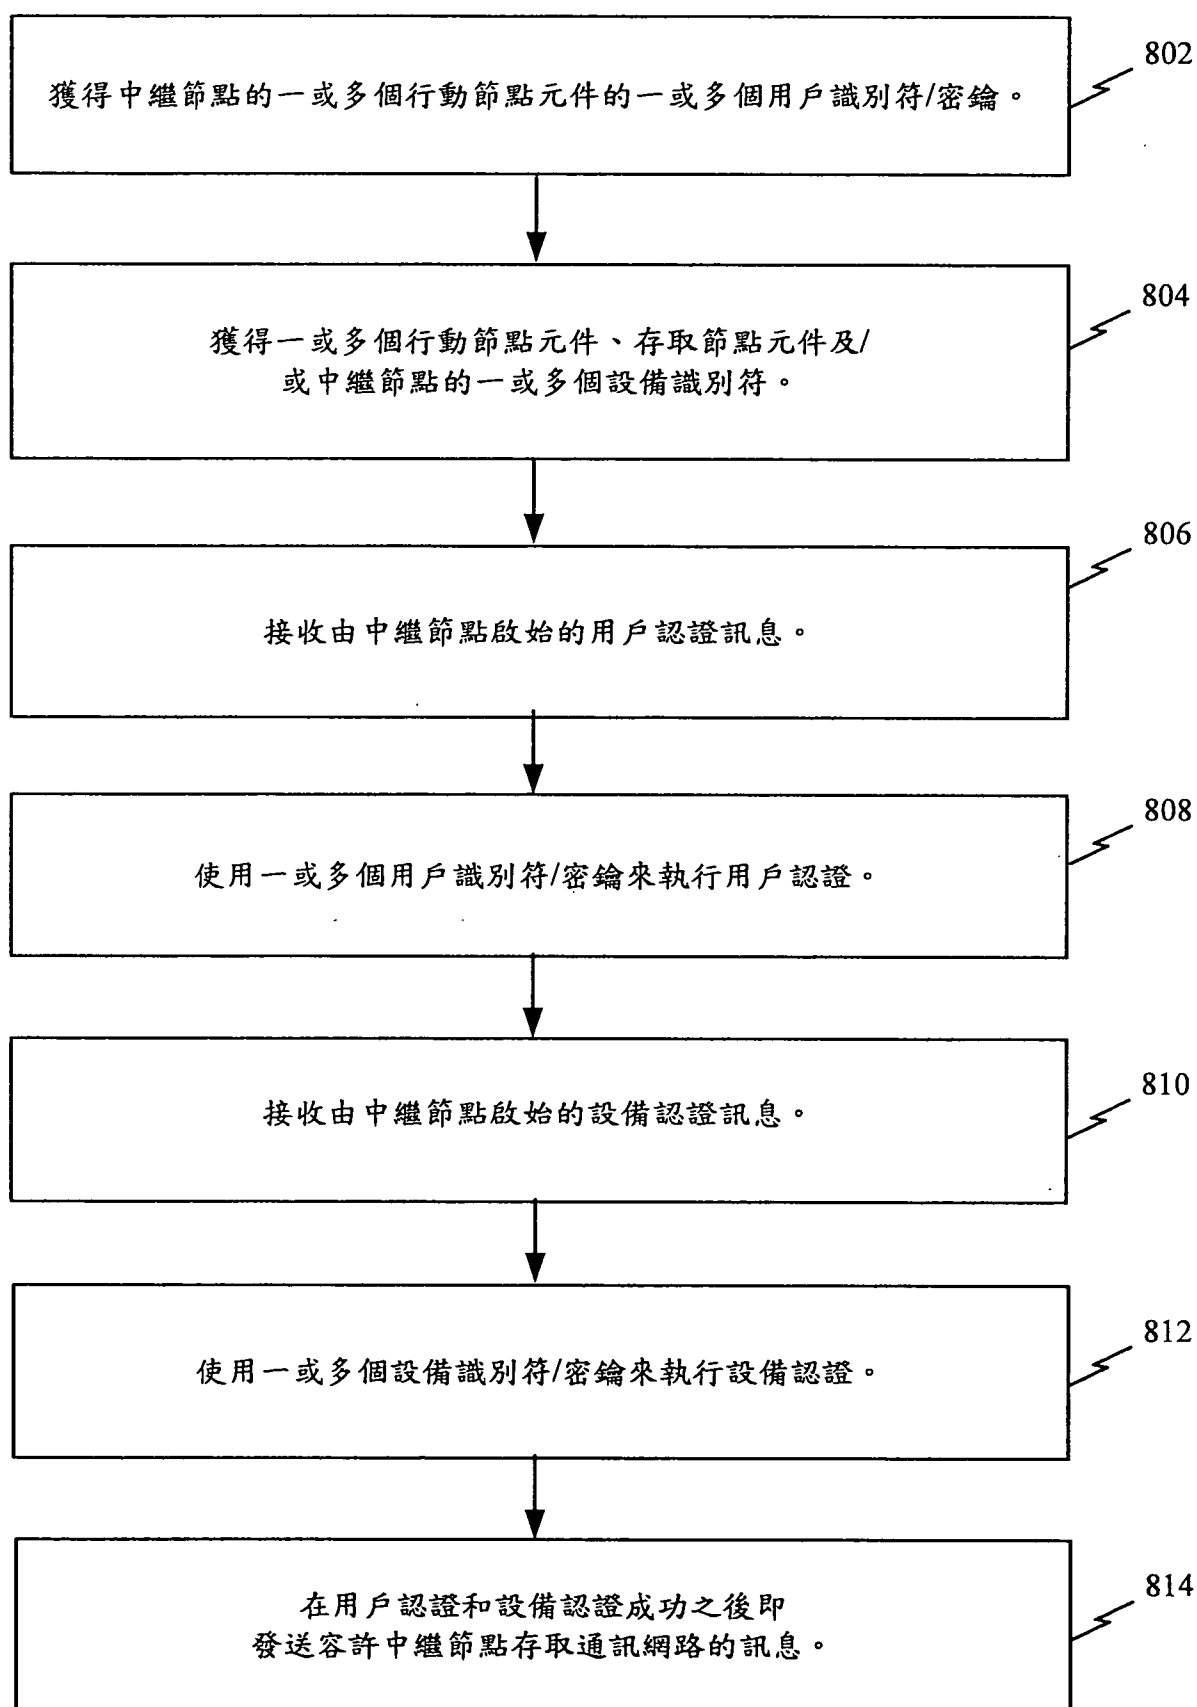 獲得中繼節點的一或多個行動節點元件的一或多個用戶識別符/密鑰。
802
獲得一或多個行動節點元件、存取節點元件及/
或中繼節點的一或多個設備識別符。
804
接收由中繼節點啟始的用戶認證訊息。
806
使用一或多個用戶識別符/密鑰來執行用戶認證。
808
接收由中繼節點啟始的設備認證訊息。
810
使用一或多個設備識別符/密鑰來執行設備認證。
812
在用戶認證和設備認證成功之後即
發送容許中繼節點存取通訊網路的訊息。
814